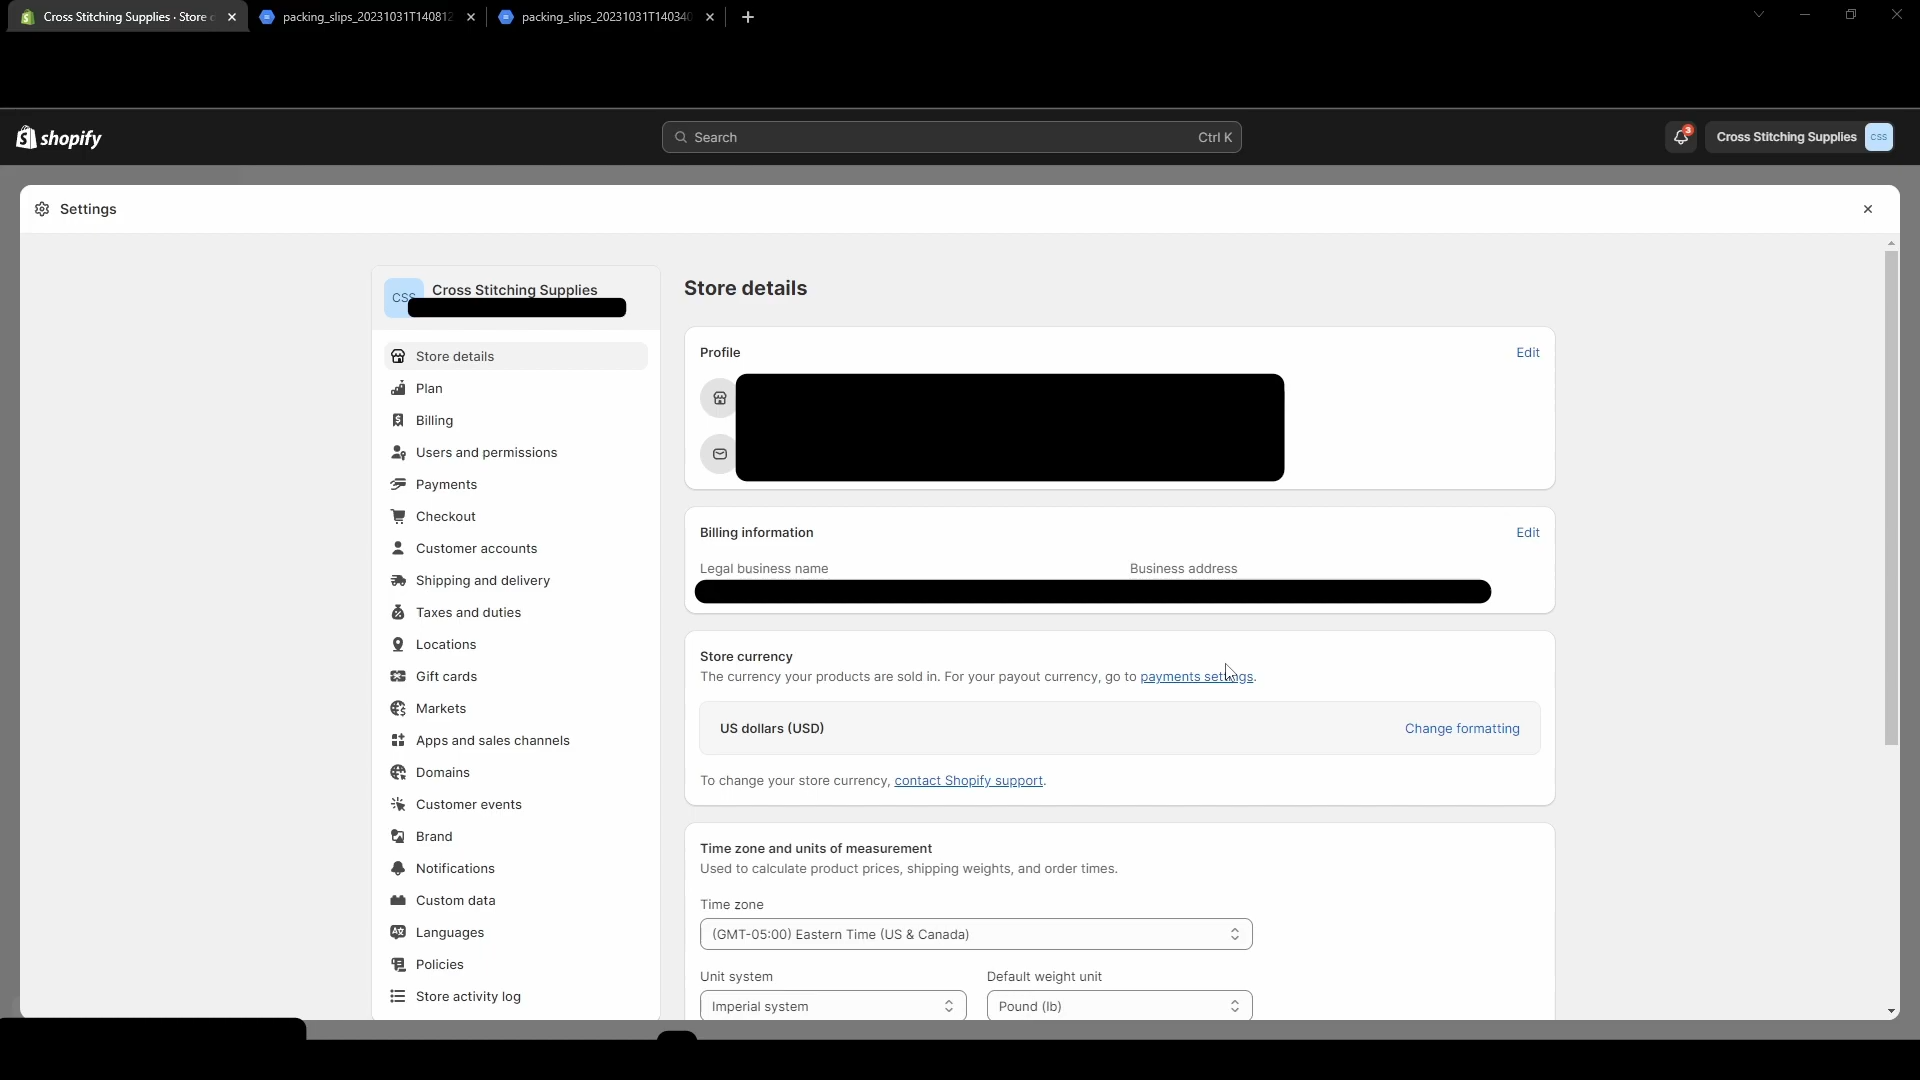 Cross Stitching Supplies · Store
packing_slips_20231031T140812
packing_slips_20231031T140340
shopify
Search
Ctrl K
3
Cross Stitching Supplies
CSS
Settings
CSS
Cross Stitching Supplies
Store details
Plan
Billing
Users and permissions
Payments
Checkout
Customer accounts
Shipping and delivery
Taxes and duties
Locations
Gift cards
Markets
Apps and sales channels
Domains
Customer events
Brand
Notifications
Custom data
Languages
Policies
Store activity log
Store details
Profile
Edit
Billing information
Edit
Legal business name
Business address
Store currency
The currency your products are sold in. For your payout currency, go to payments settings.
US dollars (USD)
Change formatting
To change your store currency, contact Shopify support.
Time zone and units of measurement
Used to calculate product prices, shipping weights, and order times.
Time zone
(GMT-05:00) Eastern Time (US & Canada)
Unit system
Default weight unit
Imperial system
Pound (lb)